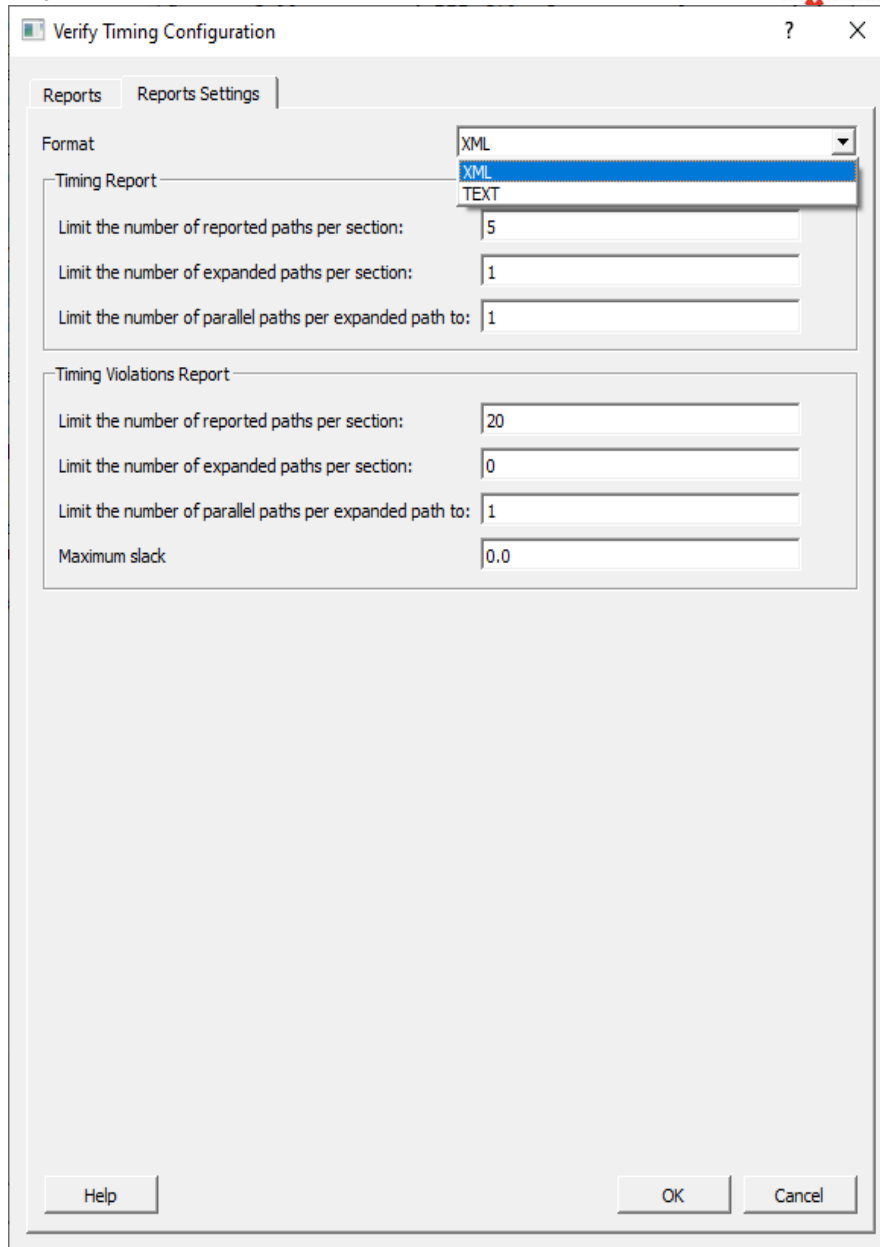 Verify Timing Configuration ?
Reports Reports Settings
Format XML
XML
TEXT
Timing Report
Limit the number of reported paths per section: 5
Limit the number of expanded paths per section: 1
Limit the number of parallel paths per expanded path to: 1
Timing Violations Report
Limit the number of reported paths per section: 20
Limit the number of expanded paths per section: 0
Limit the number of parallel paths per expanded path to: 1
Maximum slack 0.0
Help OK Cancel